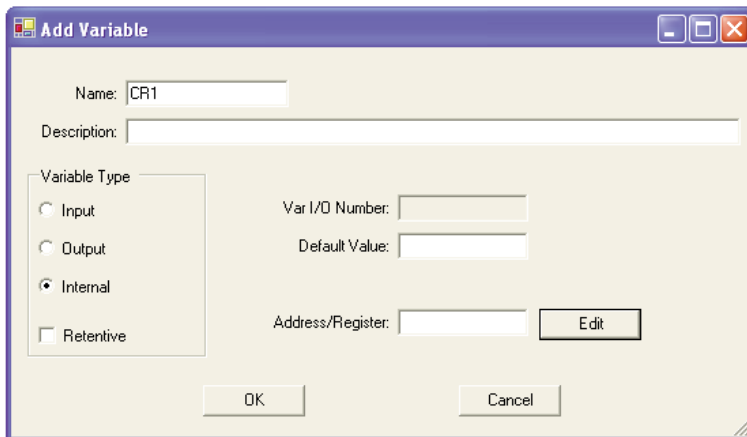 Add Variable
Name: CR1
Description:
Variable Type
Input
Var I/O Number:
Output
Default Value:
Internal
Address/Register:
Edit
Retentive
OK
Cancel